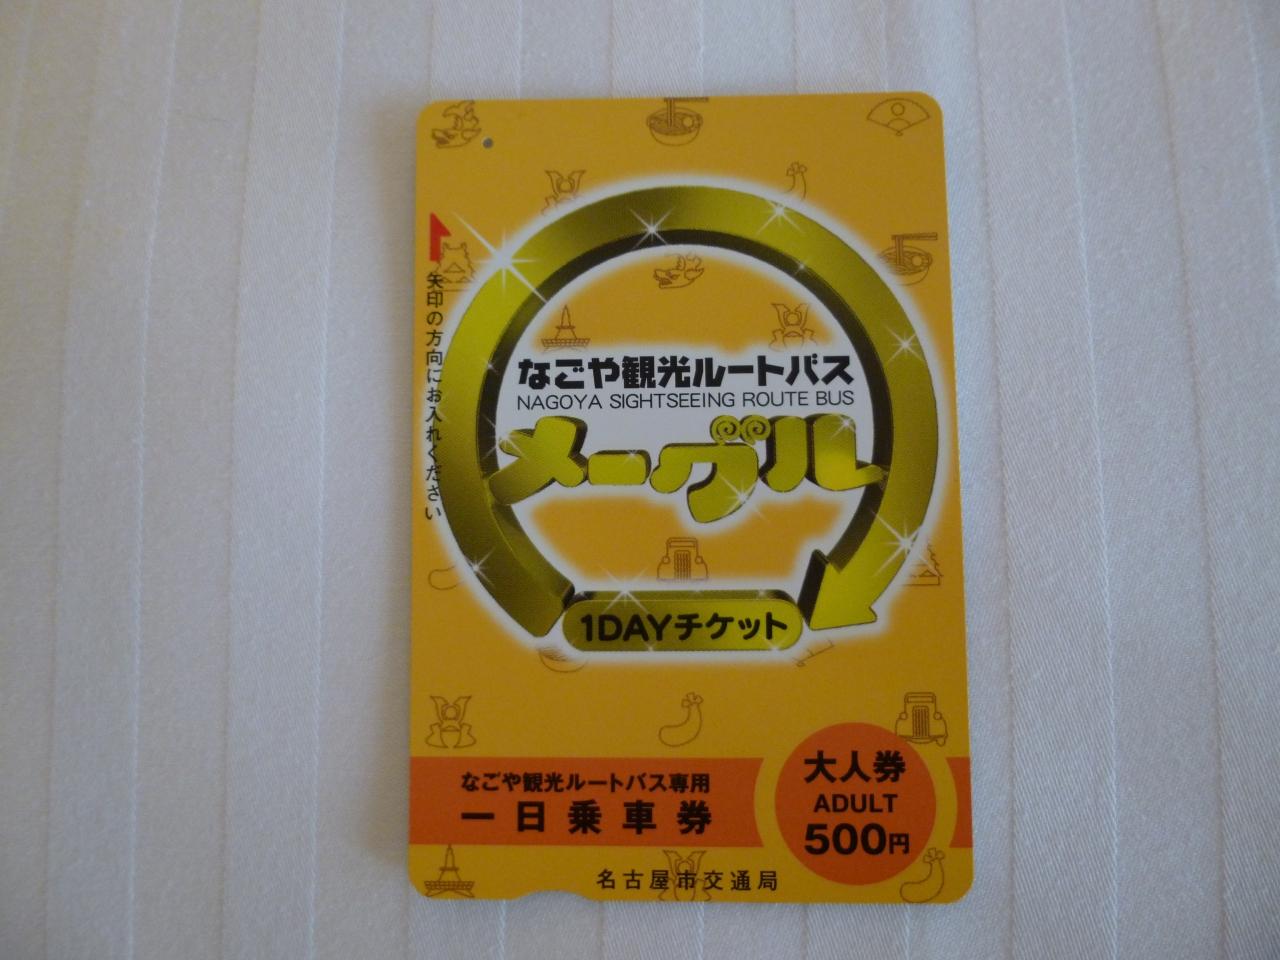 矢印の方向にお入れください
なごや観光ルートバス
NAGOYA SIGHTSEEING ROUTE BUS
メーグル
1DAYチケット
なごや観光ルートバス専用
一日乗車券
大人券
ADULT
500円
名古屋市交通局